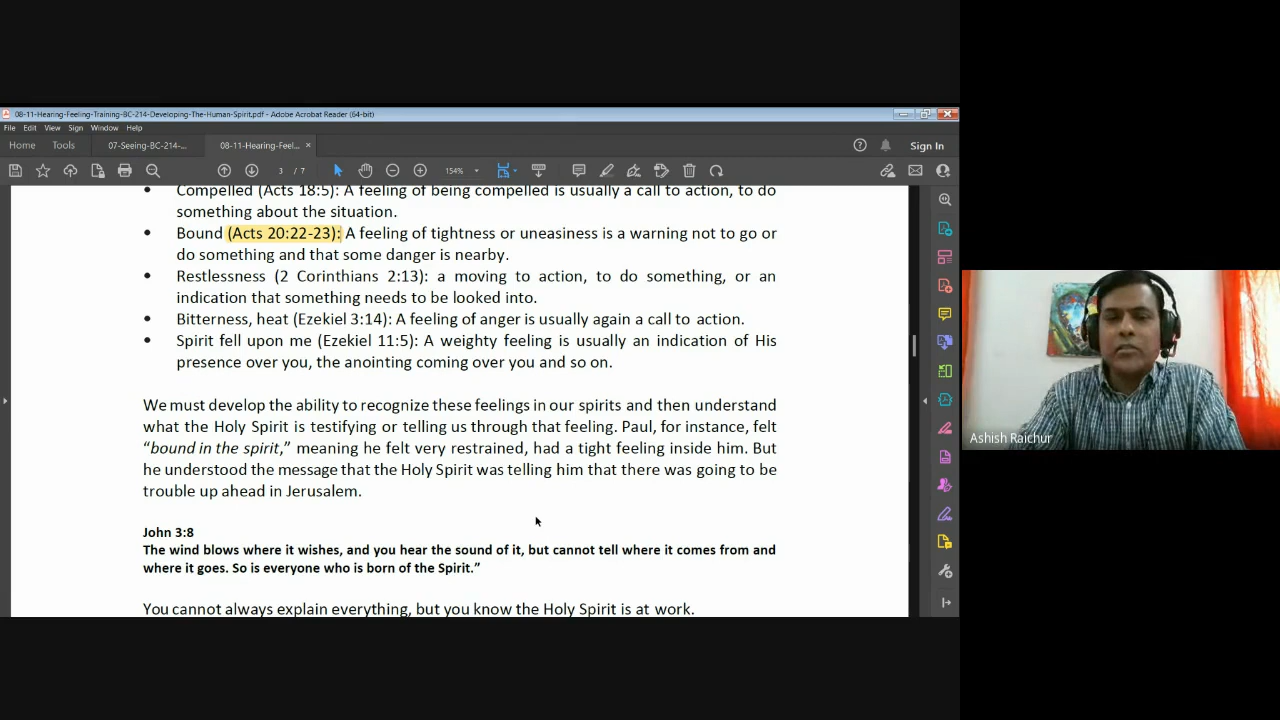 08-11-Hearing-Feeling-Training-BC-214-Developing-The-Human-Spirit.pdf - Adobe Acrobat Reader (64-bit)
File Edit View Sign Window Help
Home Tools 07-Seeing-BC-214-... 08-11-Hearing-Feel... × Sign In
3 / 7 154%
Compelled (Acts 18:5): A feeling of being compelled is usually a call to action, to do
something about the situation.
• Bound (Acts 20:22-23): A feeling of tightness or uneasiness is a warning not to go or
do something and that some danger is nearby.
• Restlessness (2 Corinthians 2:13): a moving to action, to do something, or an
indication that something needs to be looked into.
• Bitterness, heat (Ezekiel 3:14): A feeling of anger is usually again a call to action.
• Spirit fell upon me (Ezekiel 11:5): A weighty feeling is usually an indication of His
presence over you, the anointing coming over you and so on.
We must develop the ability to recognize these feelings in our spirits and then understand
what the Holy Spirit is testifying or telling us through that feeling. Paul, for instance, felt
“bound in the spirit,” meaning he felt very restrained, had a tight feeling inside him. But
he understood the message that the Holy Spirit was telling him that there was going to be
trouble up ahead in Jerusalem.
John 3:8
The wind blows where it wishes, and you hear the sound of it, but cannot tell where it comes from and
where it goes. So is everyone who is born of the Spirit.”
You cannot always explain everything, but you know the Holy Spirit is at work.
Ashish Raichur